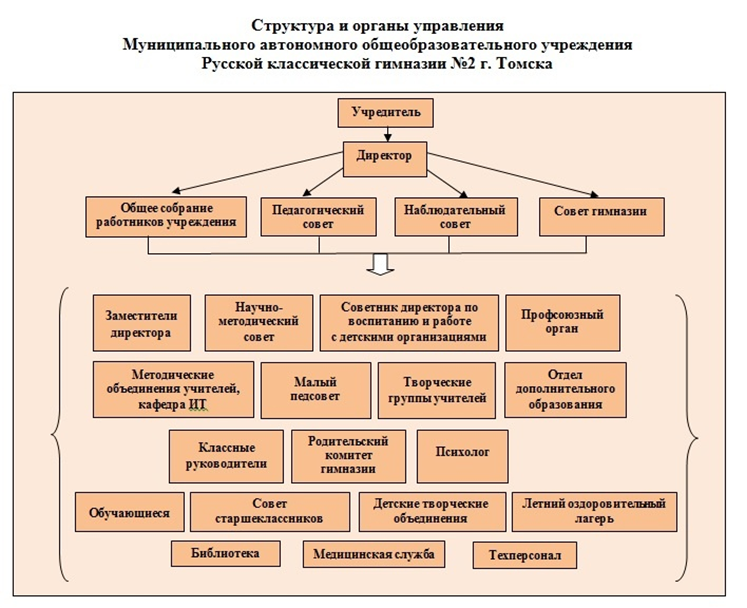 Структура и органы управления
Муниципального автономного общеобразовательного учреждения
Русской классической гимназии №2 г. Томска
Учредитель
Директор
Общее собрание
работников учреждения
Педагогический
совет
Наблюдательный
совет
Совет гимназии
Заместители
директора
Научно-
методический
совет
Советник директора по
воспитанию и работе
с детскими организациями
Профсоюзный
орган
Методические
объединения учителей,
кафедра ИТ
Малый
педсовет
Творческие
группы учителей
Отдел
дополнительного
образования
Классные
руководители
Родительский
комитет
гимназии
Психолог
Обучающиеся
Совет
старшеклассников
Детские творческие
объединения
Летний оздоровительный
лагерь
Библиотека
Медицинская служба
Техперсонал